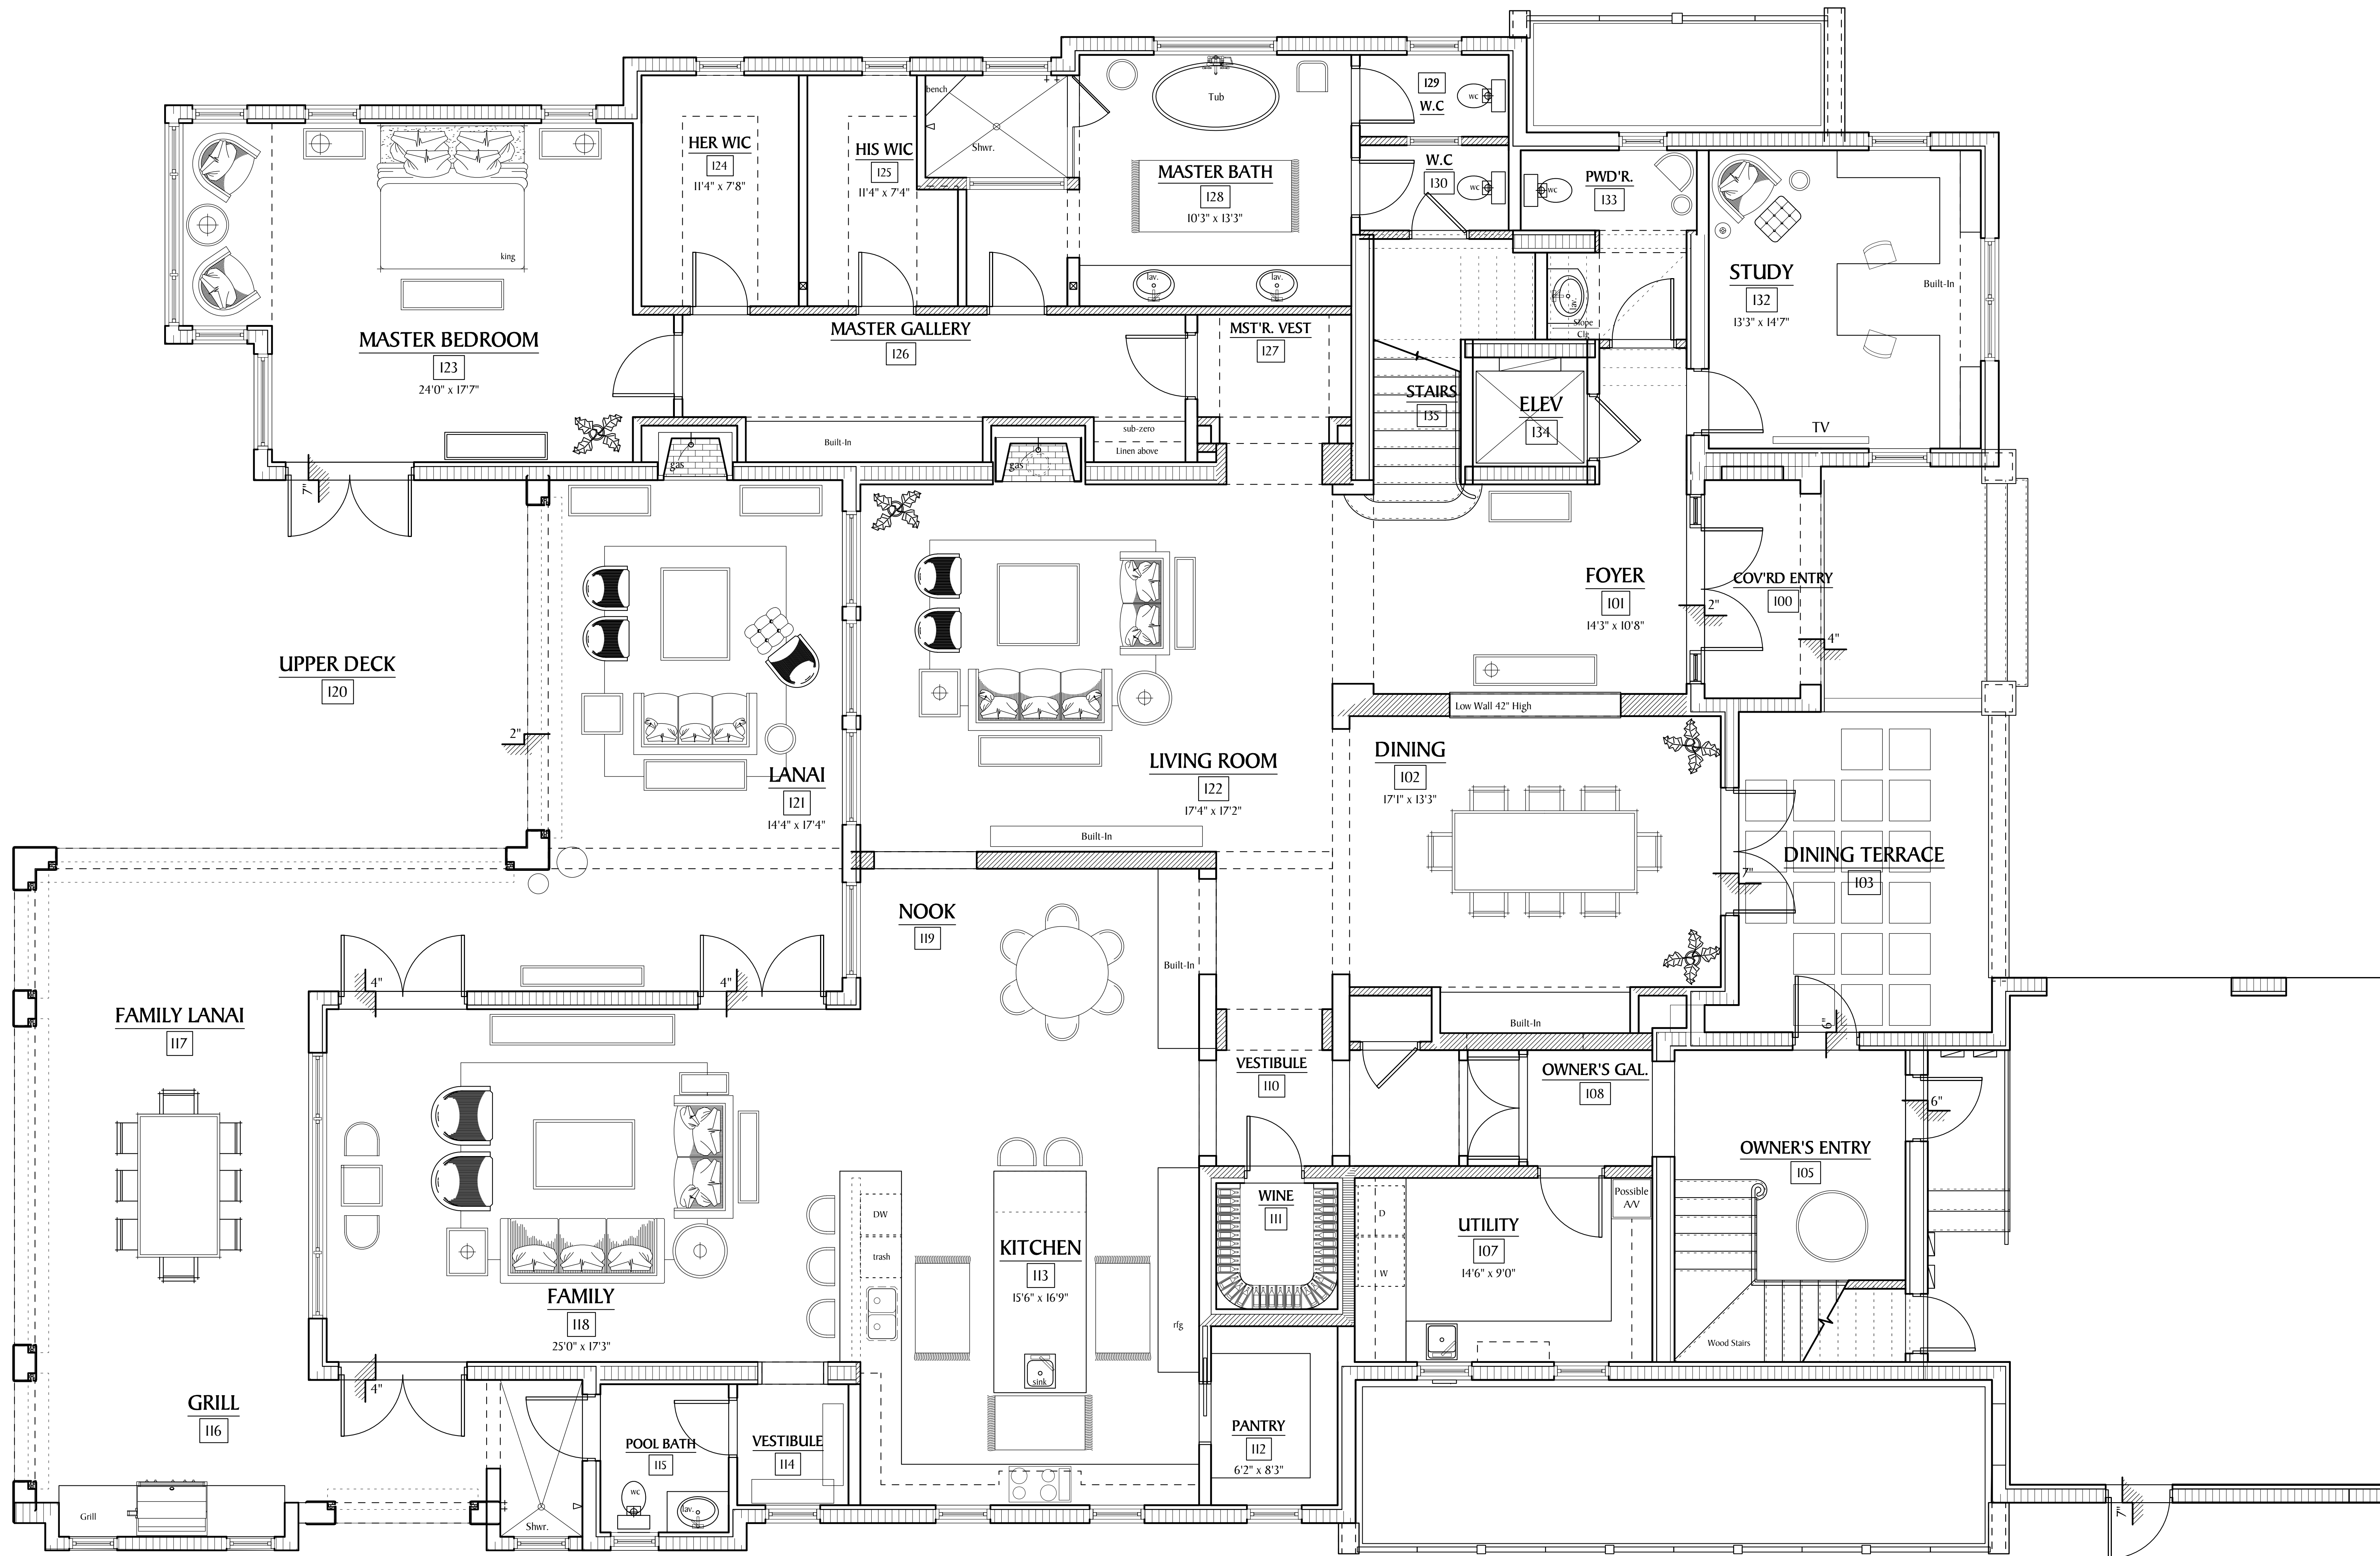 bench
Tub
129
W.C
wc
HER WIC
124
11'4" x 7'8"
HIS WIC
125
11'4" x 7'4"
Shwr.
MASTER BATH
128
10'3" x 13'3"
W.C
130
wc
PWD'R.
133
wc
king
lav.
lav.
STUDY
132
13'3" x 14'7"
Built-In
lav.
Slope
Clg
MASTER BEDROOM
123
24'0" x 17'7"
MASTER GALLERY
126
MST'R. VEST
127
STAIRS
135
ELEV
134
TV
Built-In
sub-zero
Linen above
gas
gas
7"
FOYER
101
14'3" x 10'8"
COV'RD ENTRY
100
2"
4"
UPPER DECK
120
2"
LANAI
121
14'4" x 17'4"
LIVING ROOM
122
17'4" x 17'2"
Built-In
Low Wall 42" High
DINING
102
17'1" x 13'3"
DINING TERRACE
103
7"
NOOK
119
Built-In
4"
4"
FAMILY LANAI
117
Built-In
6"
VESTIBULE
110
OWNER'S GAL.
108
6"
OWNER'S ENTRY
105
WINE
111
Possible
A/V
D
W
UTILITY
107
14'6" x 9'0"
DW
trash
KITCHEN
113
15'6" x 16'9"
rfg
sink
FAMILY
118
25'0" x 17'3"
Wood Stairs
4"
GRILL
116
POOL BATH
115
VESTIBULE
114
PANTRY
112
6'2" x 8'3"
wc
lav.
Grill
Shwr.
7"